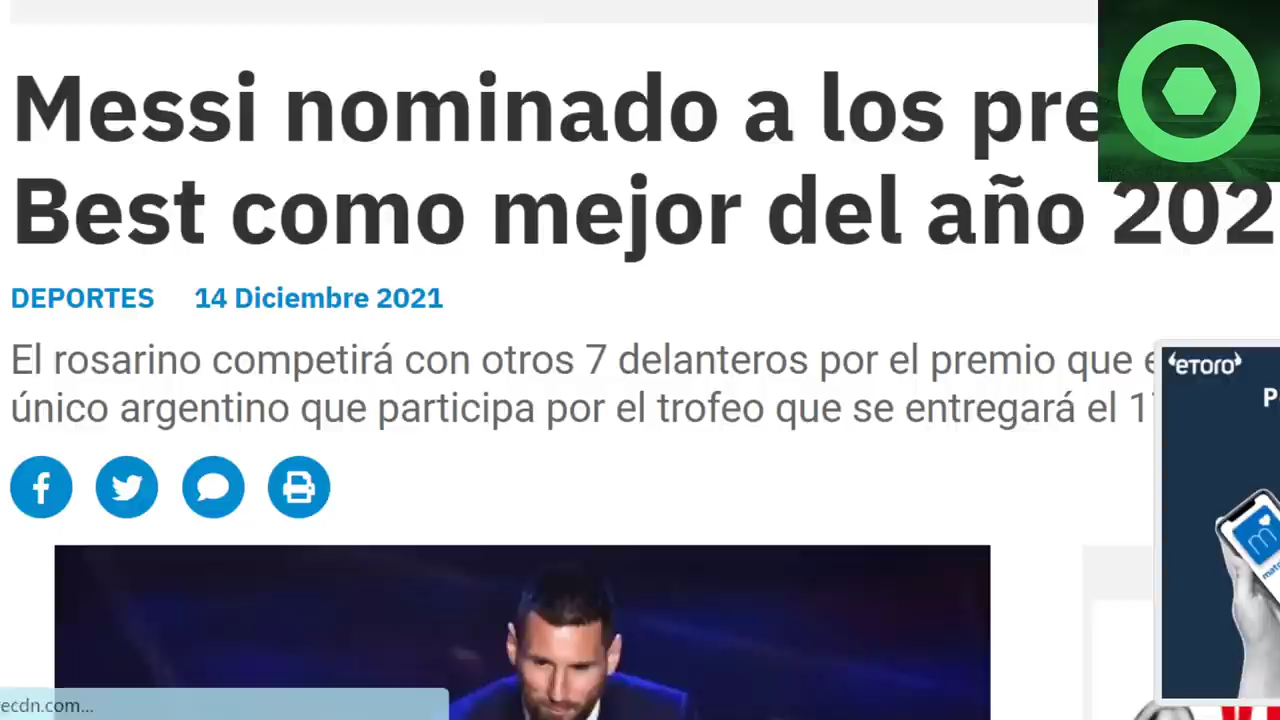 Messi nominado a los
Best como mejor del año 202
DEPORTES 14 Diciembre 2021
El rosarino competirá con otros 7 delanteros por el premio que
único argentino que participa por el trofeo que se entregará el
eToro
ecdn.com...